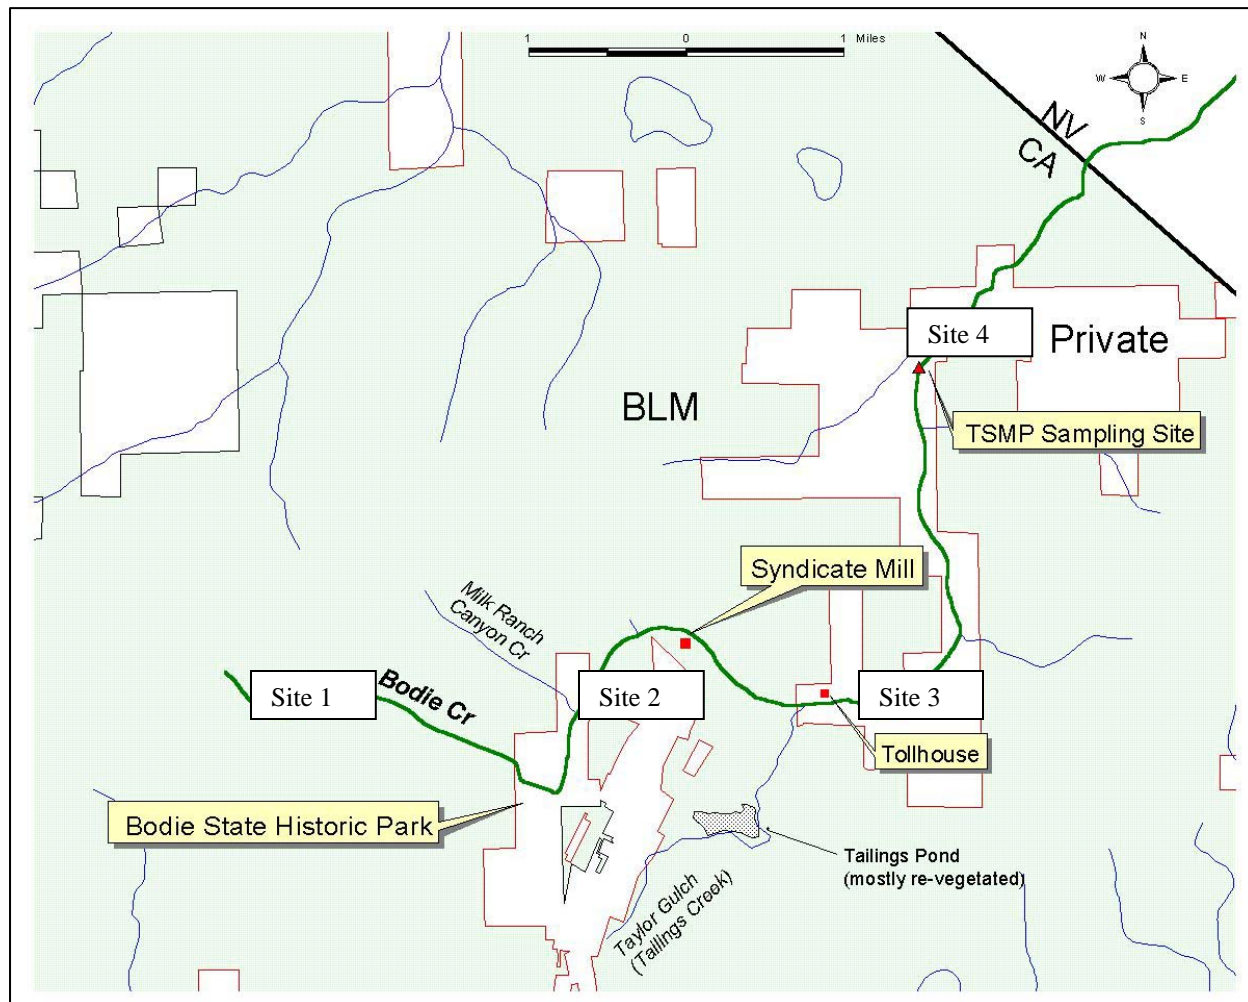 1 0 1 Miles
N
W E
S
NV
CA
Site 4
Private
BLM
TSMP Sampling Site
Syndicate Mill
Milk Ranch
Canyon Cr
Site 1
Bodie Cr
Site 2
Site 3
Tollhouse
Bodie State Historic Park
Tailings Pond
(mostly re-vegetated)
Taylor Gulch
(Tailings Creek)